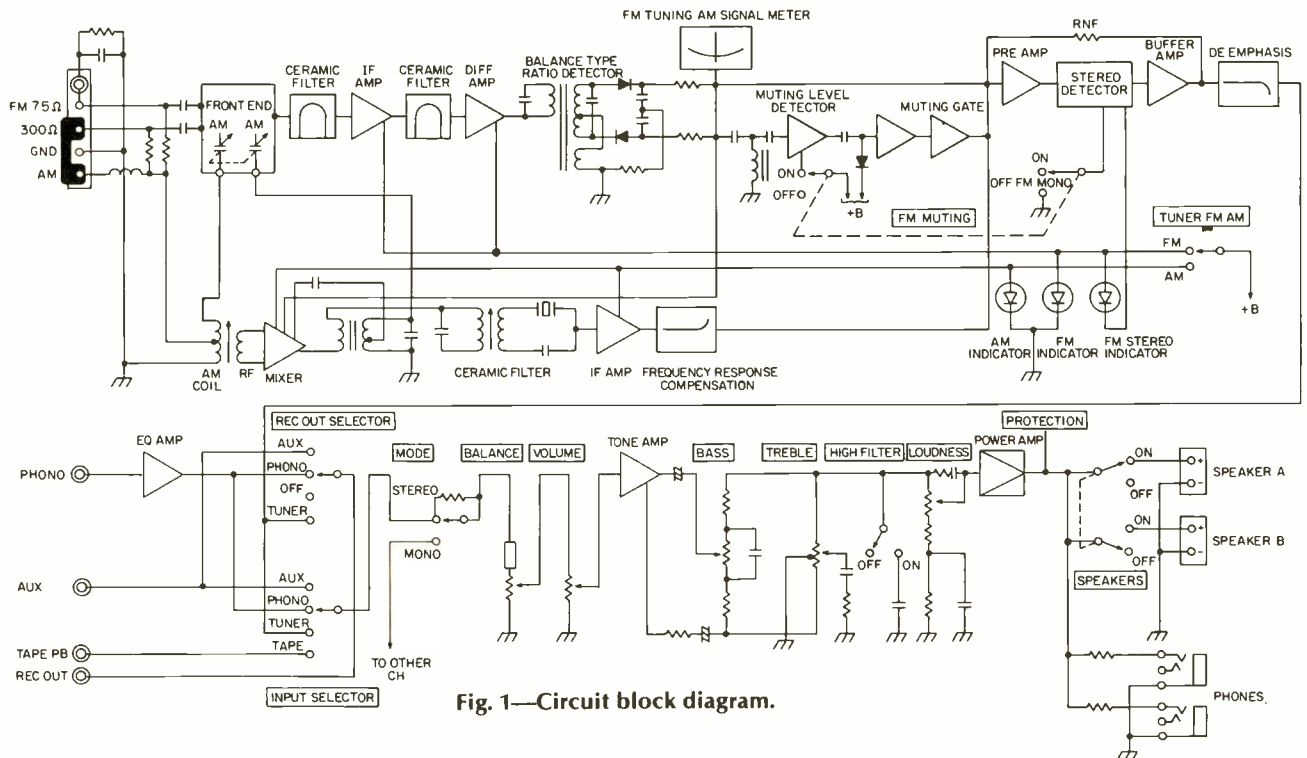 FM TUNING AM SIGNAL METER
RNF
PRE AMP
BUFFER AMP
DE EMPHASIS
STEREO DETECTOR
BALANCE TYPE RATIO DETECTOR
CERAMIC FILTER
IF AMP
CERAMIC FILTER
DIFF AMP
MUTING LEVEL DETECTOR
MUTING GATE
FM 75Ω
300Ω
GND
AM
FRONT END
AM
AM
ON
OFF
+B
FM MUTING
ON
OFF FM MONO
TUNER FM AM
FM
AM
+B
AM COIL
RF
MIXER
CERAMIC FILTER
IF AMP
FREQUENCY RESPONSE COMPENSATION
AM INDICATOR
FM INDICATOR
FM STEREO INDICATOR
REC OUT SELECTOR
EQ AMP
PHONO
AUX
PHONO
OFF
TUNER
MODE
STEREO
MONO
BALANCE
VOLUME
TONE AMP
BASS
TREBLE
HIGH FILTER
OFF
ON
LOUDNESS
PROTECTION
POWER AMP
ON
OFF
SPEAKER A
+
-
ON
OFF
SPEAKER B
+
-
SPEAKERS
AUX
AUX
PHONO
TUNER
TAPE
TAPE PB
REC OUT
INPUT SELECTOR
TO OTHER CH
PHONES
Fig. 1—Circuit block diagram.